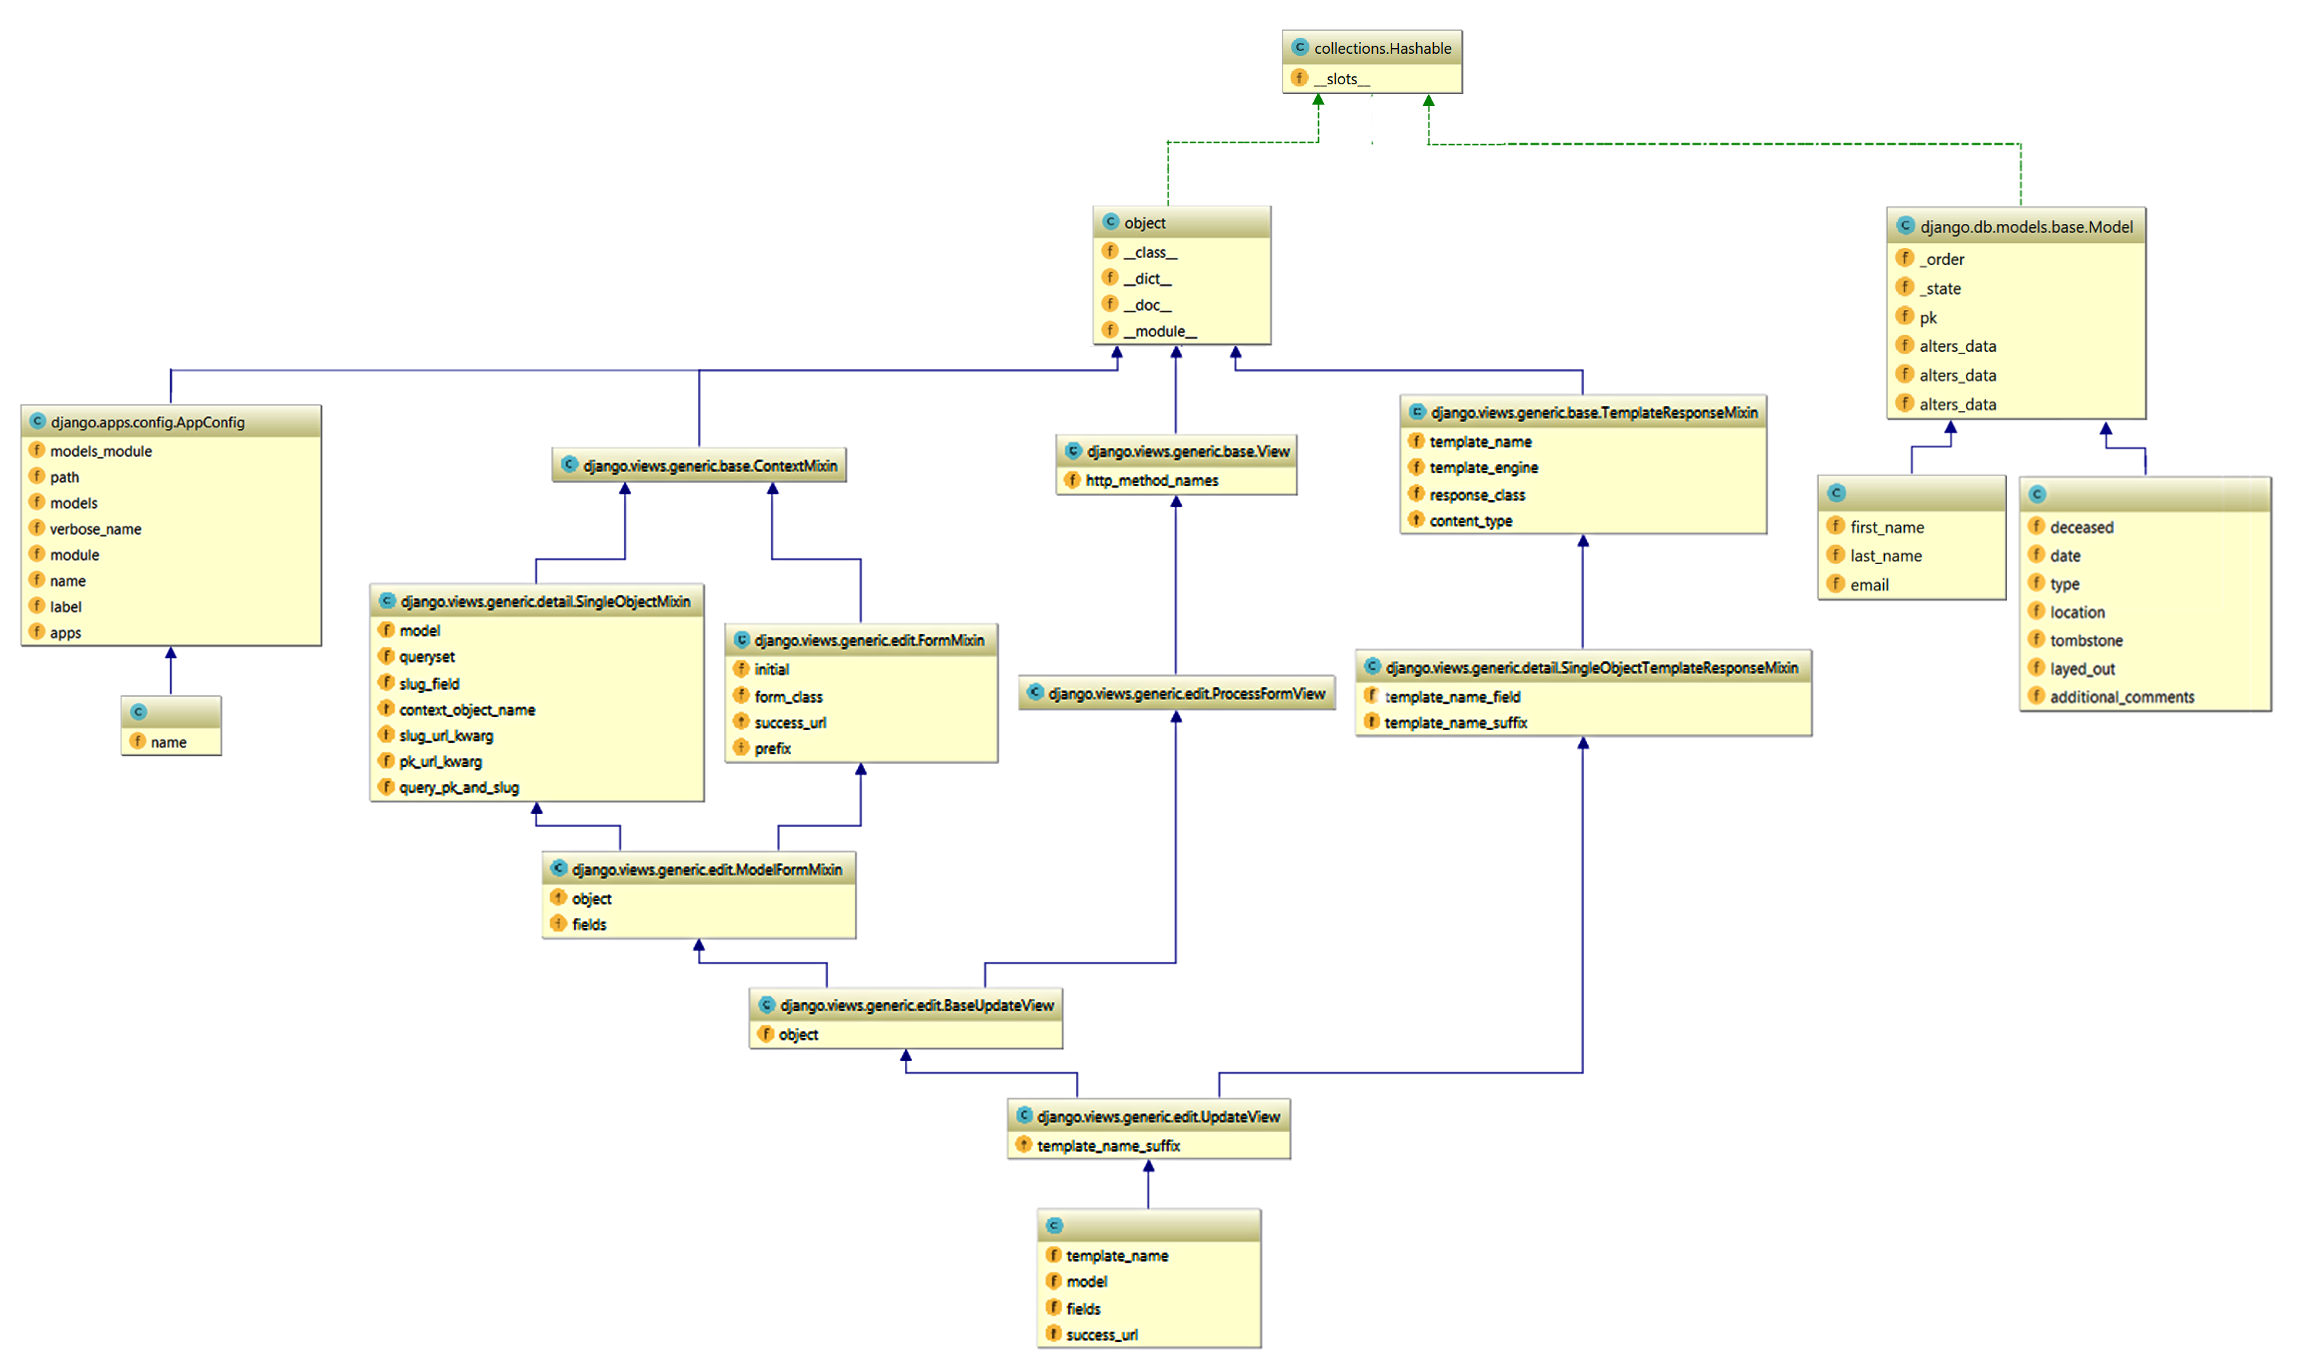 collections.Hashable
__slots__
object
__class__
__dict__
__doc__
__module__
django.db.models.base.Model
_order
_state
pk
alters_data
alters_data
alters_data
django.apps.config.AppConfig
models_module
path
models
verbose_name
module
name
label
apps
django.views.generic.base.ContextMixin
django.views.generic.base.View
http_method_names
django.views.generic.base.TemplateResponseMixin
template_name
template_engine
response_class
content_type
first_name
last_name
email
deceased
date
type
location
tombstone
layed_out
additional_comments
name
django.views.generic.detail.SingleObjectMixin
model
queryset
slug_field
context_object_name
slug_url_kwarg
pk_url_kwarg
query_pk_and_slug
django.views.generic.edit.FormMixin
initial
form_class
success_url
prefix
django.views.generic.edit.ProcessFormView
django.views.generic.detail.SingleObjectTemplateResponseMixin
template_name_field
template_name_suffix
django.views.generic.edit.ModelFormMixin
object
fields
django.views.generic.edit.BaseUpdateView
object
django.views.generic.edit.UpdateView
template_name_suffix
template_name
model
fields
success_url